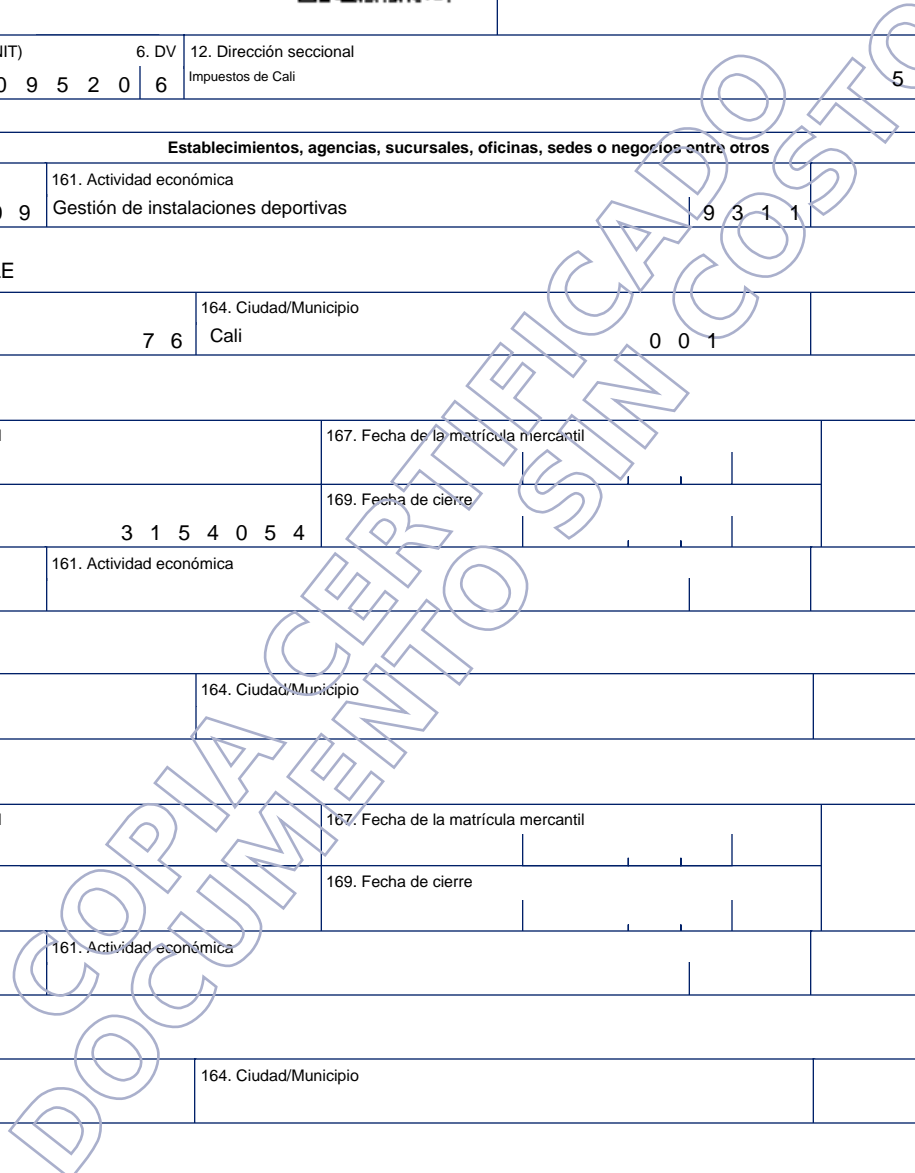 NIT) 6. DV 12. Dirección seccional
0 9 5 2 0 6 Impuestos de Cali 5
Establecimientos, agencias, sucursales, oficinas, sedes o negocios entre otros
161. Actividad económica
9 Gestión de instalaciones deportivas 9 3 1 1
LE
164. Ciudad/Municipio
7 6 Cali 0 0 1
167. Fecha de la matrícula mercantil
169. Fecha de cierre
3 1 5 4 0 5 4
161. Actividad económica
164. Ciudad/Municipio
167. Fecha de la matrícula mercantil
169. Fecha de cierre
161. Actividad económica
164. Ciudad/Municipio
COPIA CERTIFICADO
DOCUMENTO SIN COSTO